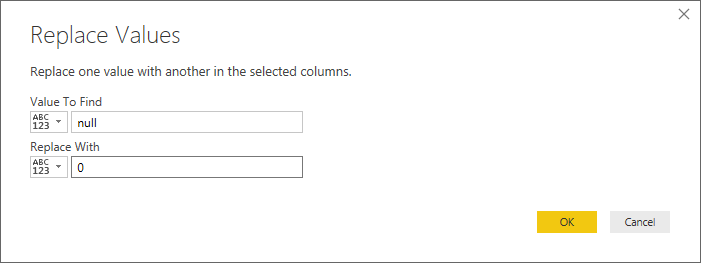 Replace Values
Replace one value with another in the selected columns.
Value To Find
ABC
123
null
Replace With
ABC
123
0
OK Cancel